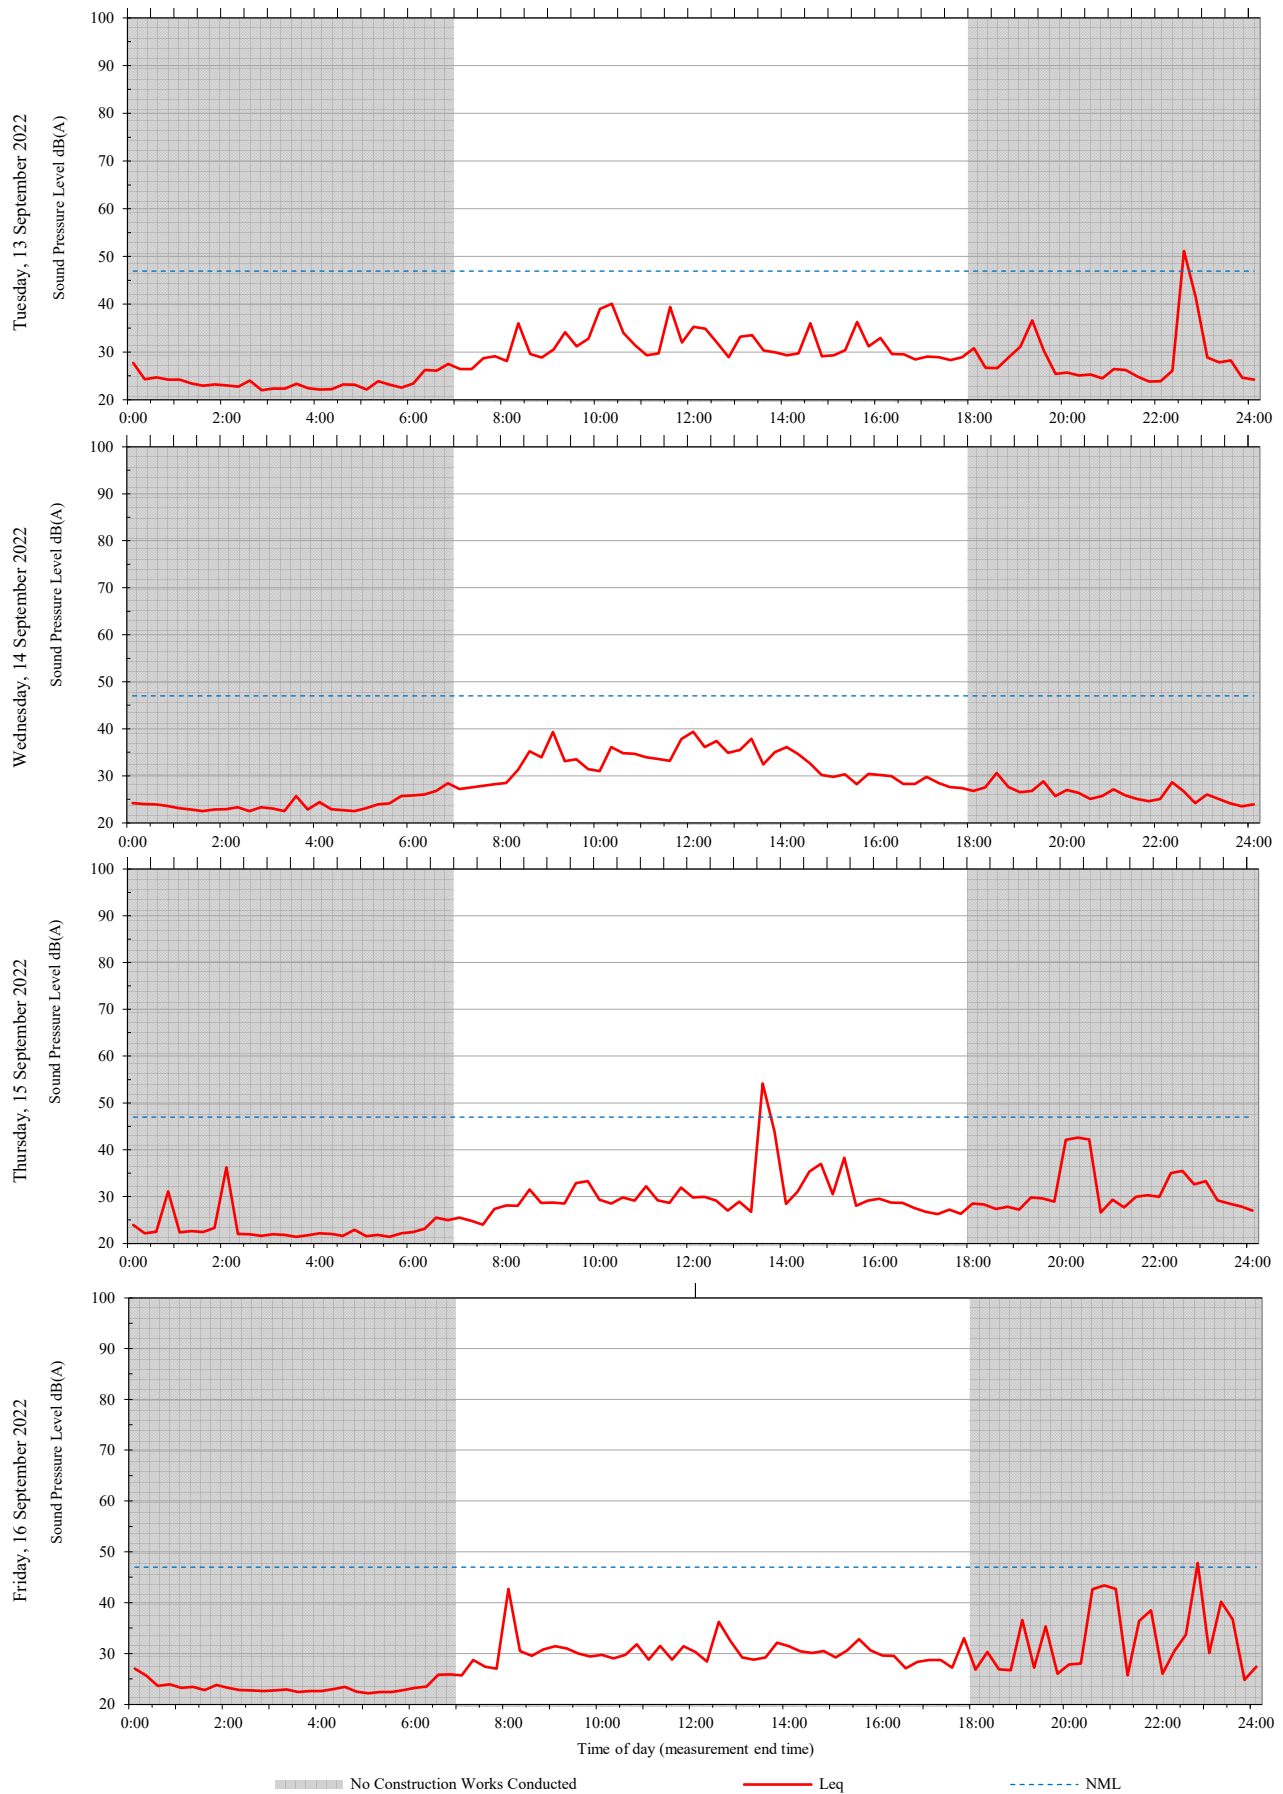 Tuesday, 13 September 2022
Sound Pressure Level dB(A)
100
90
80
70
60
50
40
30
20
0:00 2:00 4:00 6:00 8:00 10:00 12:00 14:00 16:00 18:00 20:00 22:00 24:00
Wednesday, 14 September 2022
Sound Pressure Level dB(A)
100
90
80
70
60
50
40
30
20
0:00 2:00 4:00 6:00 8:00 10:00 12:00 14:00 16:00 18:00 20:00 22:00 24:00
Thursday, 15 September 2022
Sound Pressure Level dB(A)
100
90
80
70
60
50
40
30
20
0:00 2:00 4:00 6:00 8:00 10:00 12:00 14:00 16:00 18:00 20:00 22:00 24:00
Friday, 16 September 2022
Sound Pressure Level dB(A)
100
90
80
70
60
50
40
30
20
0:00 2:00 4:00 6:00 8:00 10:00 12:00 14:00 16:00 18:00 20:00 22:00 24:00
Time of day (measurement end time)
No Construction Works Conducted Leq NML